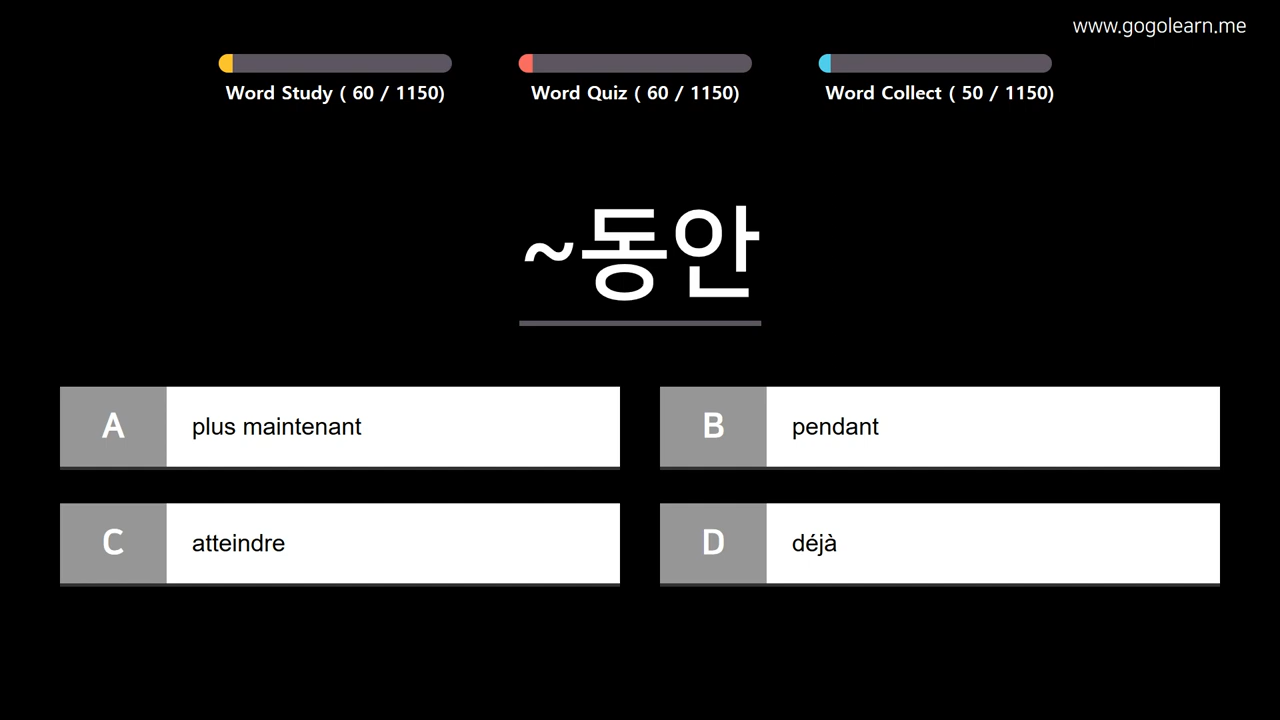 www.gogolearn.me
Word Study ( 60 / 1150)
Word Quiz ( 60 / 1150)
Word Collect ( 50 / 1150)
~동안
A plus maintenant
B pendant
C atteindre
D déjà